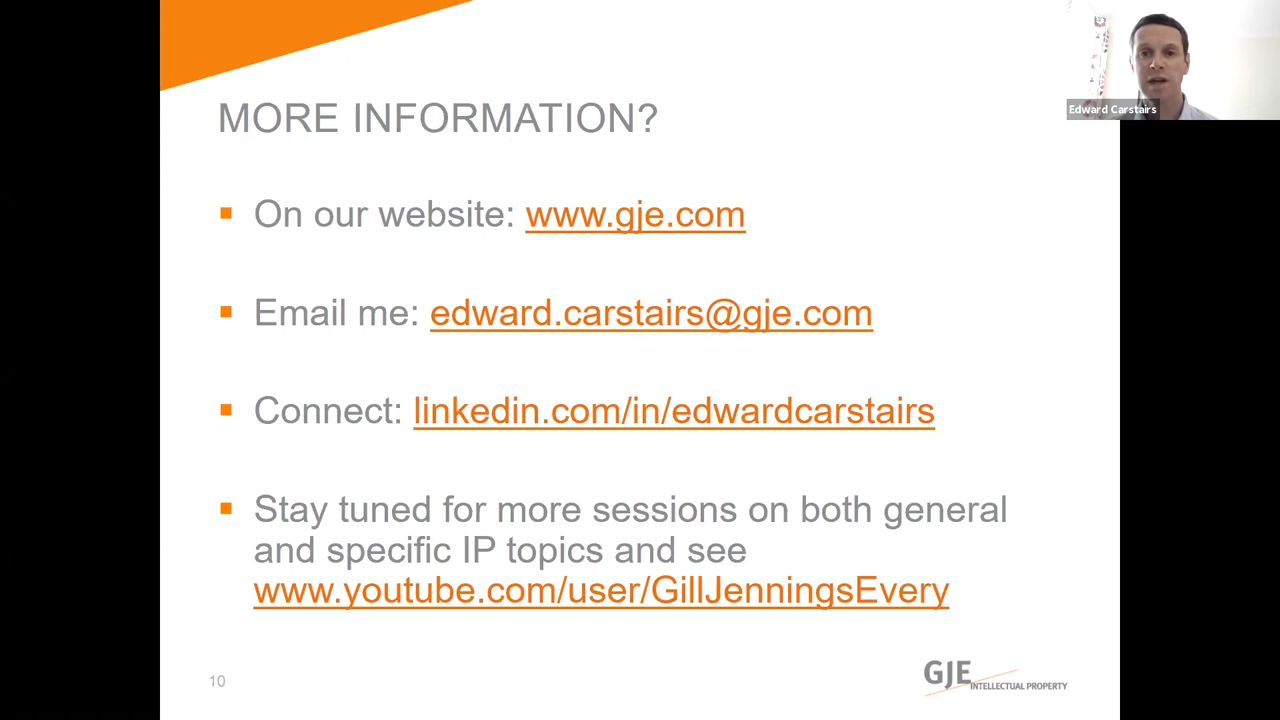 Edward Carstairs
MORE INFORMATION?
▪ On our website: www.gje.com
▪ Email me: edward.carstairs@gje.com
▪ Connect: linkedin.com/in/edwardcarstairs
▪ Stay tuned for more sessions on both general
and specific IP topics and see
www.youtube.com/user/GillJenningsEvery
10
GJE
INTELLECTUAL PROPERTY